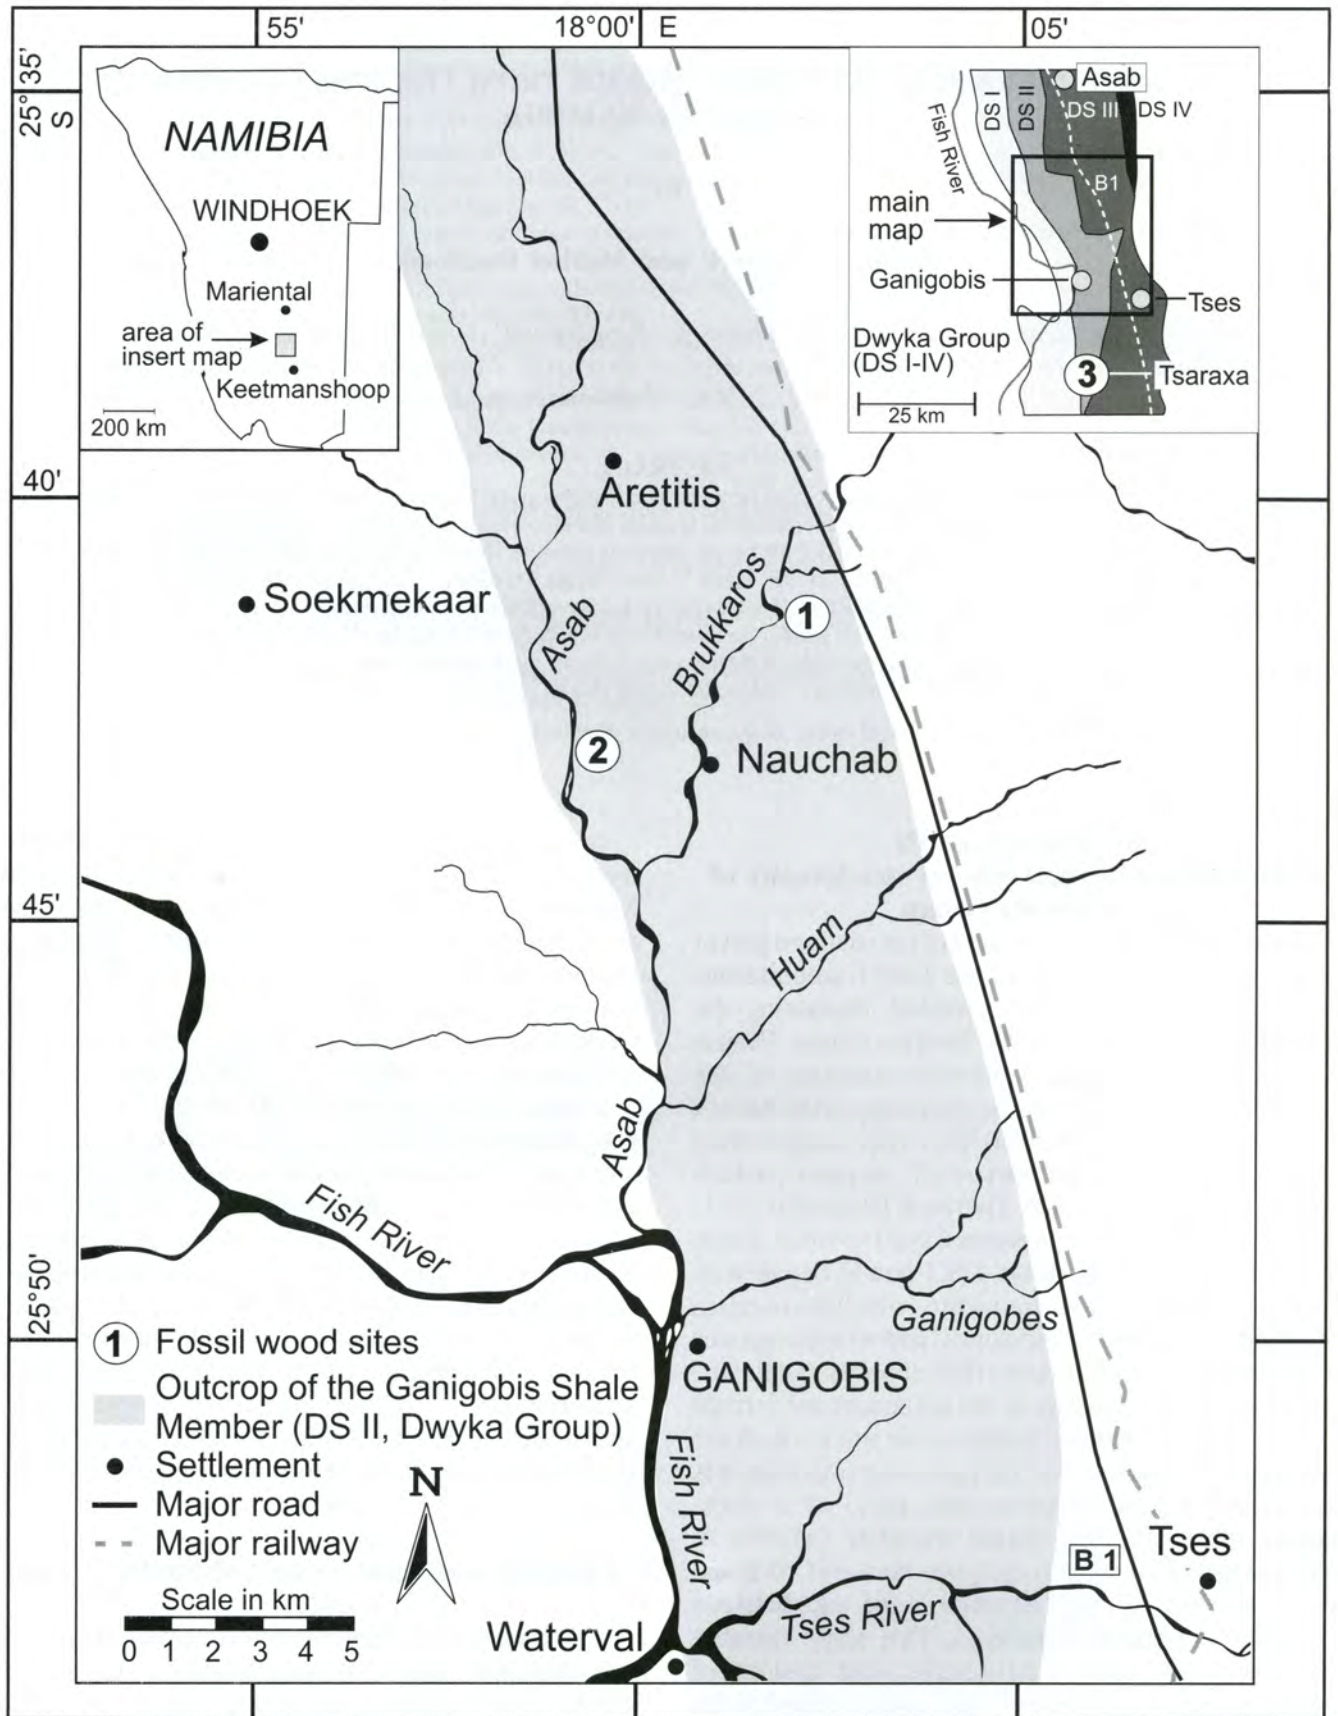 55'
18°00' E
05'
25°35'
S
40'
45'
25°50'
NAMIBIA
WINDHOEK
Mariental
area of
insert map
Keetmanshoop
200 km
Asab
Fish River
DS I
DS II
DS III
DS IV
B1
main
map
Ganigobis
Tses
Dwyka Group
(DS I-IV)
3
Tsaraxa
25 km
Aretitis
Soekmekaar
Asab
Brukkaros
1
2
Nauchab
Huam
Asab
Fish River
Ganigobes
GANIGOBIS
Fish River
1 Fossil wood sites
Outcrop of the Ganigobis Shale
Member (DS II, Dwyka Group)
Settlement
Major road
Major railway
N
Scale in km
0 1 2 3 4 5
B 1
Tses
Tses River
Waterval